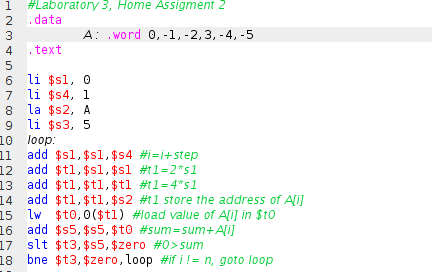 1 #Laboratory 3, Home Assigment 2
2 .data
3 A: .word 0,-1,-2,3,-4,-5
4 .text
5
6 li $s1, 0
7 li $s4, 1
8 la $s2, A
9 li $s3, 5
10 loop:
11 add $s1,$s1,$s4 #i=i+step
12 add $t1,$s1,$s1 #t1=2*s1
13 add $t1,$t1,$t1 #t1=4*s1
14 add $t1,$t1,$s2 #t1 store the address of A[i]
15 lw $t0,0($t1) #load value of A[i] in $t0
16 add $s5,$s5,$t0 #sum=sum+A[i]
17 slt $t3,$s5,$zero #0>sum
18 bne $t3,$zero,loop #if i != n, goto loop